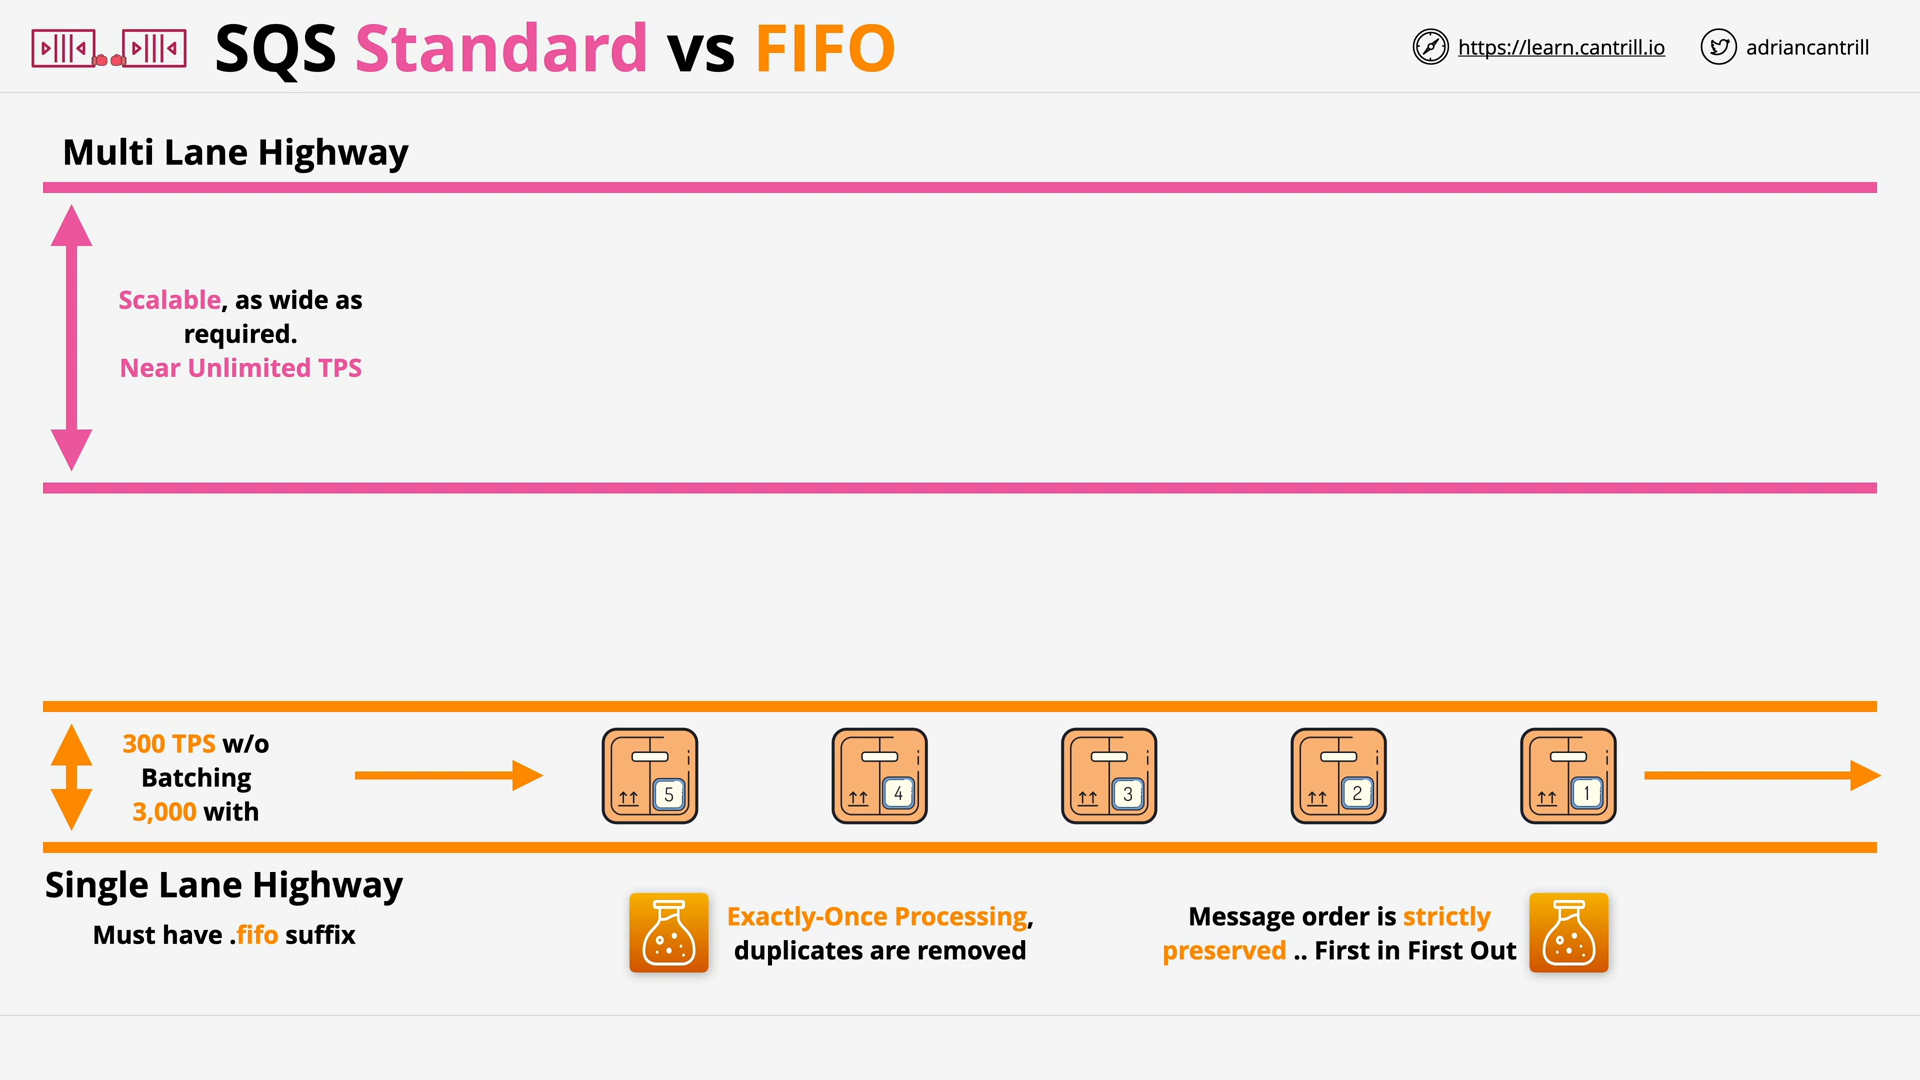 SQS Standard vs FIFO
https://learn.cantrill.io
adriancantrill
Multi Lane Highway
Scalable, as wide as
required.
Near Unlimited TPS
300 TPS w/o
Batching
3,000 with
5
4
3
2
1
Single Lane Highway
Must have .fifo suffix
Exactly-Once Processing,
duplicates are removed
Message order is strictly
preserved .. First in First Out